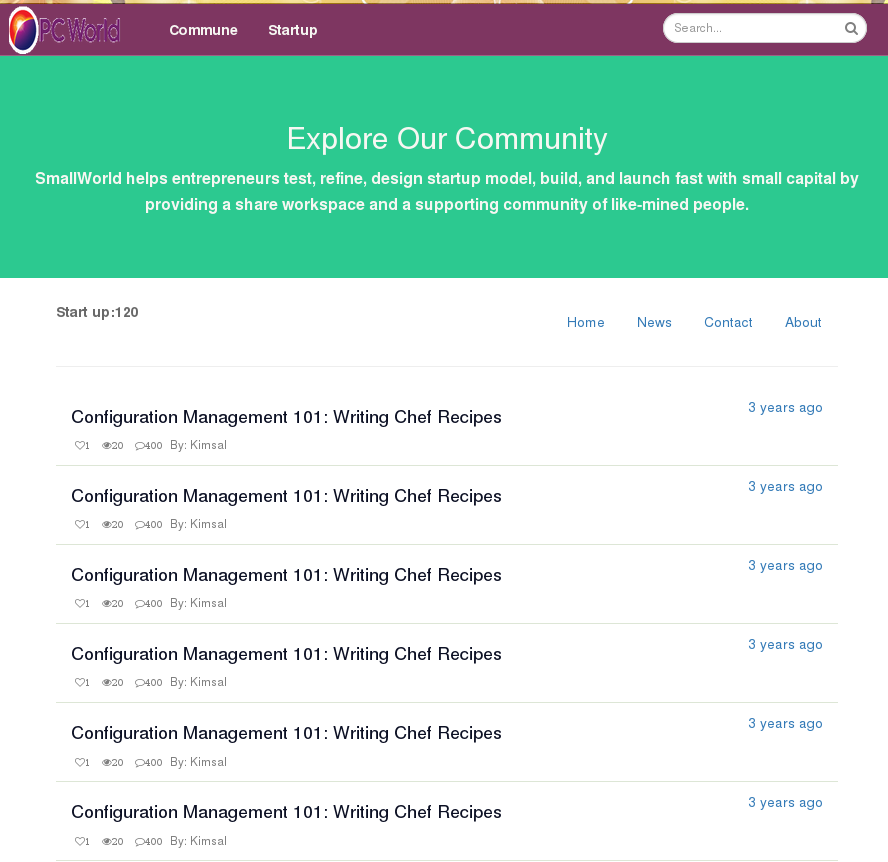 PCWorld
Commune Startup Search...
Explore Our Community
SmallWorld helps entrepreneurs test, refine, design startup model, build, and launch fast with small capital by
providing a share workspace and a supporting community of like-mined people.
Start up:120
Home News Contact About
Configuration Management 101: Writing Chef Recipes 3 years ago
1 20 400 By: Kimsal
Configuration Management 101: Writing Chef Recipes 3 years ago
1 20 400 By: Kimsal
Configuration Management 101: Writing Chef Recipes 3 years ago
1 20 400 By: Kimsal
Configuration Management 101: Writing Chef Recipes 3 years ago
1 20 400 By: Kimsal
Configuration Management 101: Writing Chef Recipes 3 years ago
1 20 400 By: Kimsal
Configuration Management 101: Writing Chef Recipes 3 years ago
1 20 400 By: Kimsal